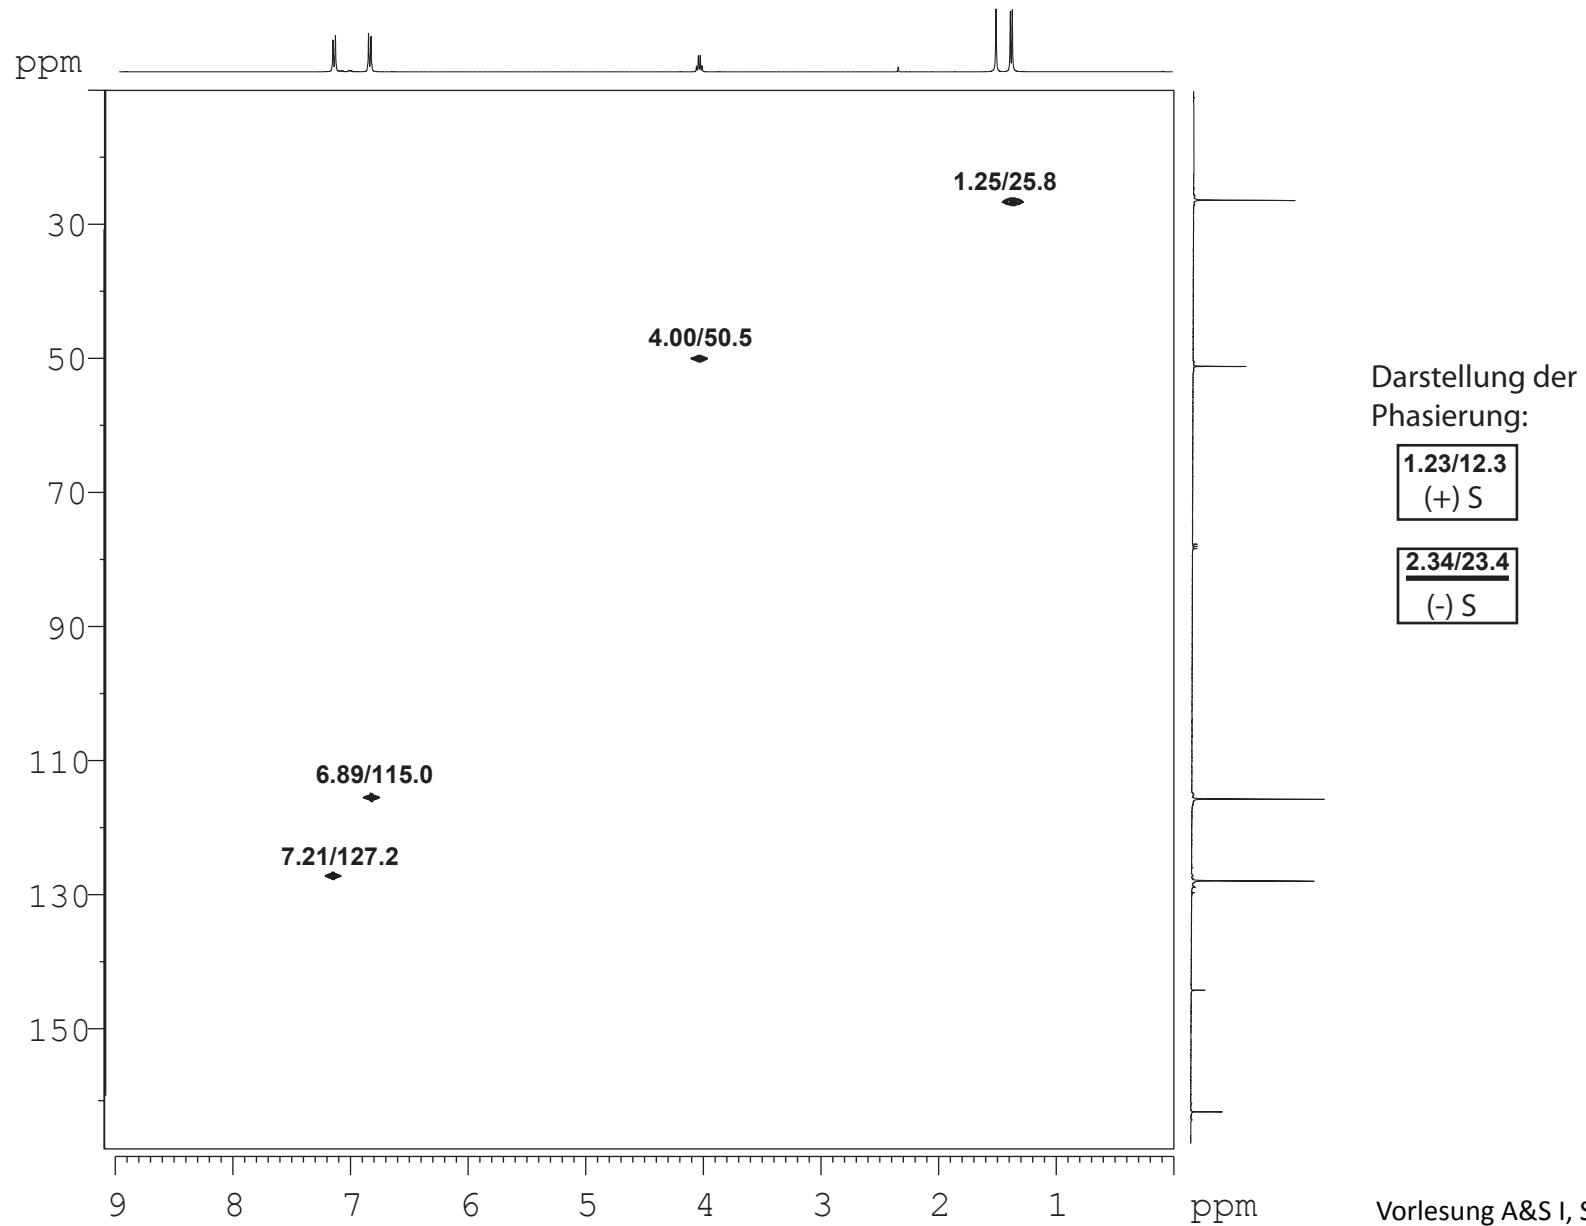 ppm
1.25/25.8
30
4.00/50.5
50
70
90
110
6.89/115.0
7.21/127.2
130
150
9 8 7 6 5 4 3 2 1 ppm
Darstellung der
Phasierung:
1.23/12.3
(+) S
2.34/23.4
(-) S
Vorlesung A&S I, S